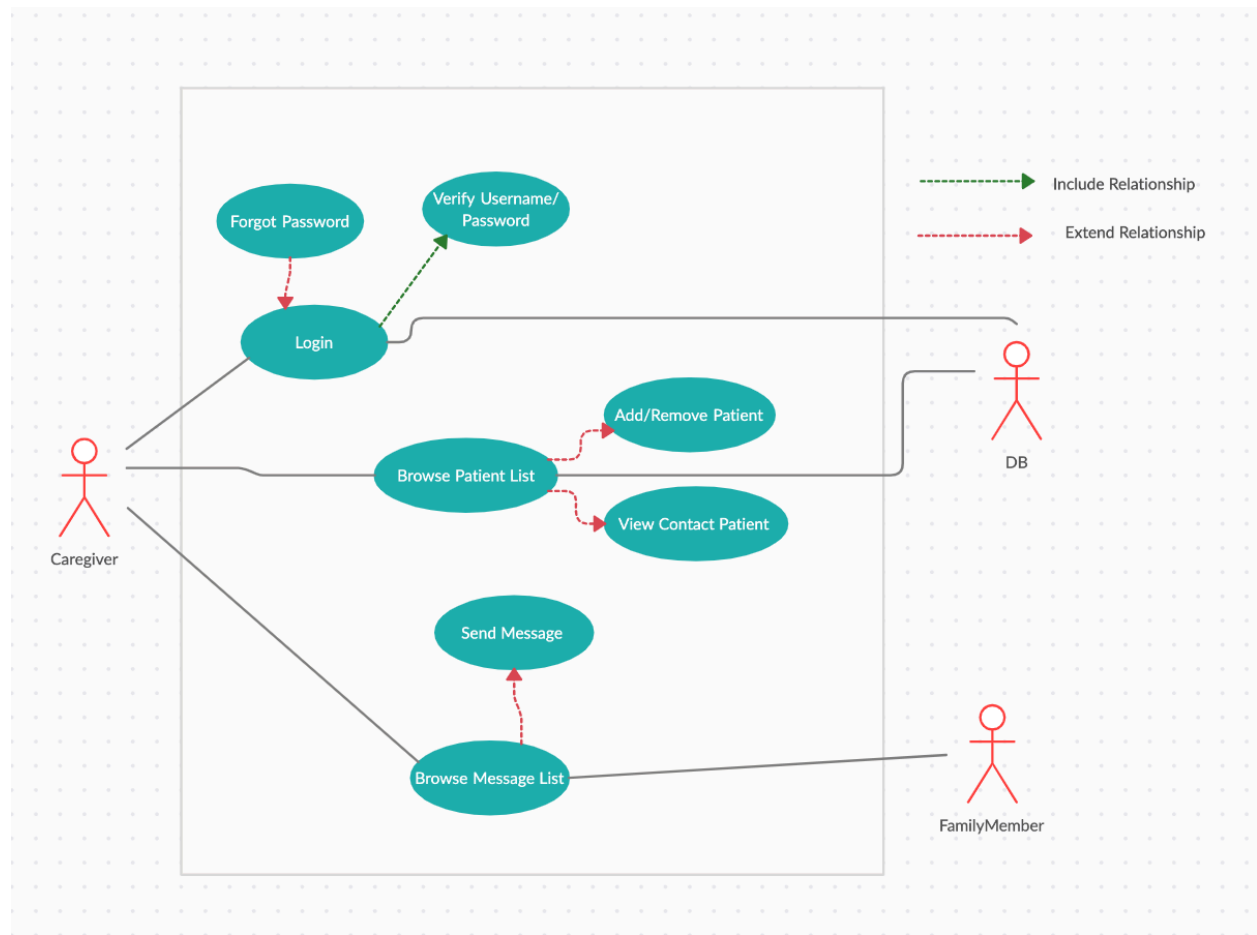 Verify Username/
Password
Forgot Password
Include Relationship
Extend Relationship
Login
Add/Remove Patient
DB
Browse Patient List
View Contact Patient
Caregiver
Send Message
Browse Message List
FamilyMember